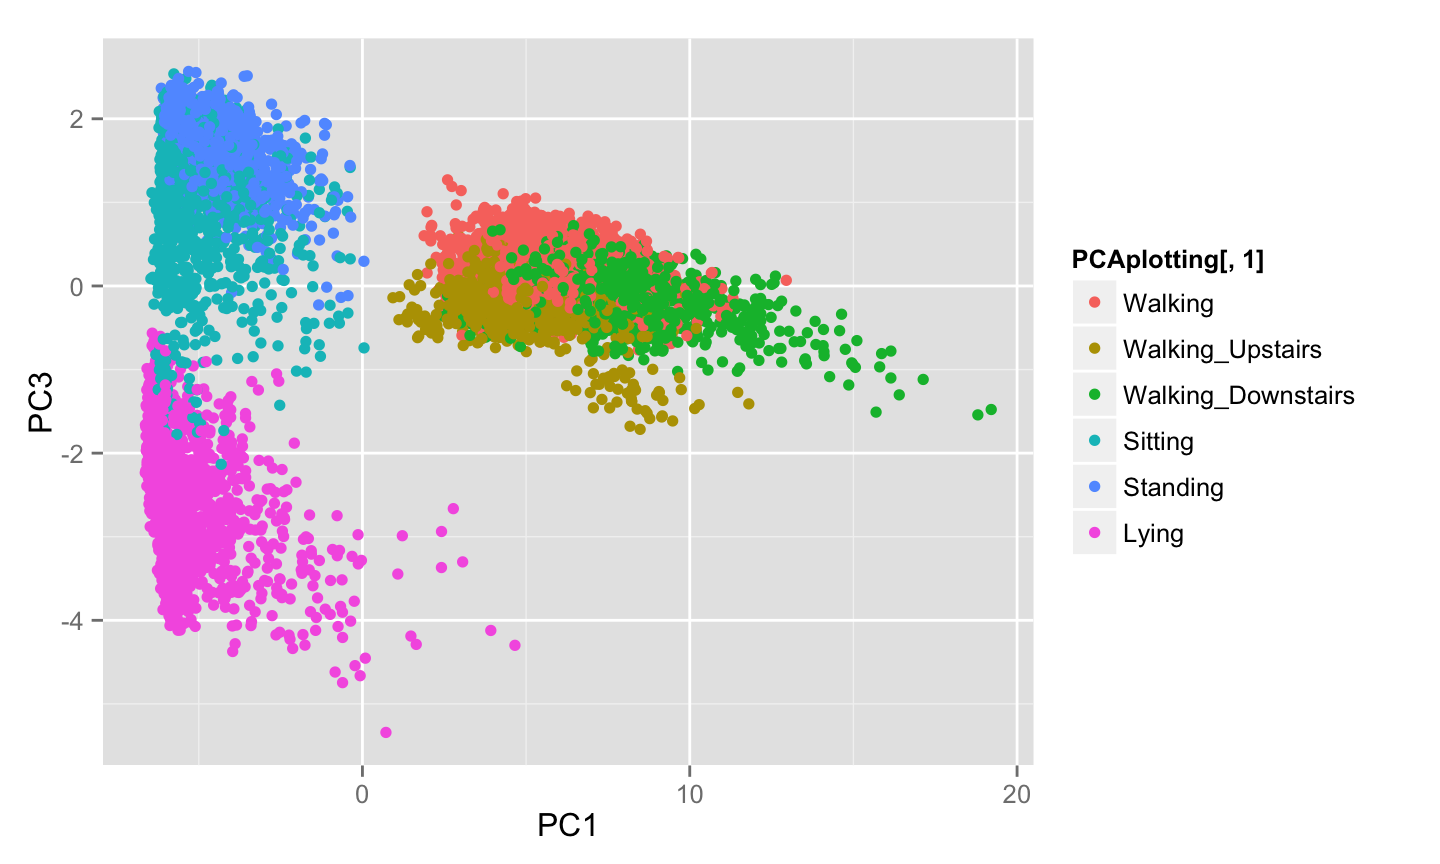 2
0
-2
-4
PC3
0
10
20
PC1
PCAplotting[, 1]
Walking
Walking_Upstairs
Walking_Downstairs
Sitting
Standing
Lying